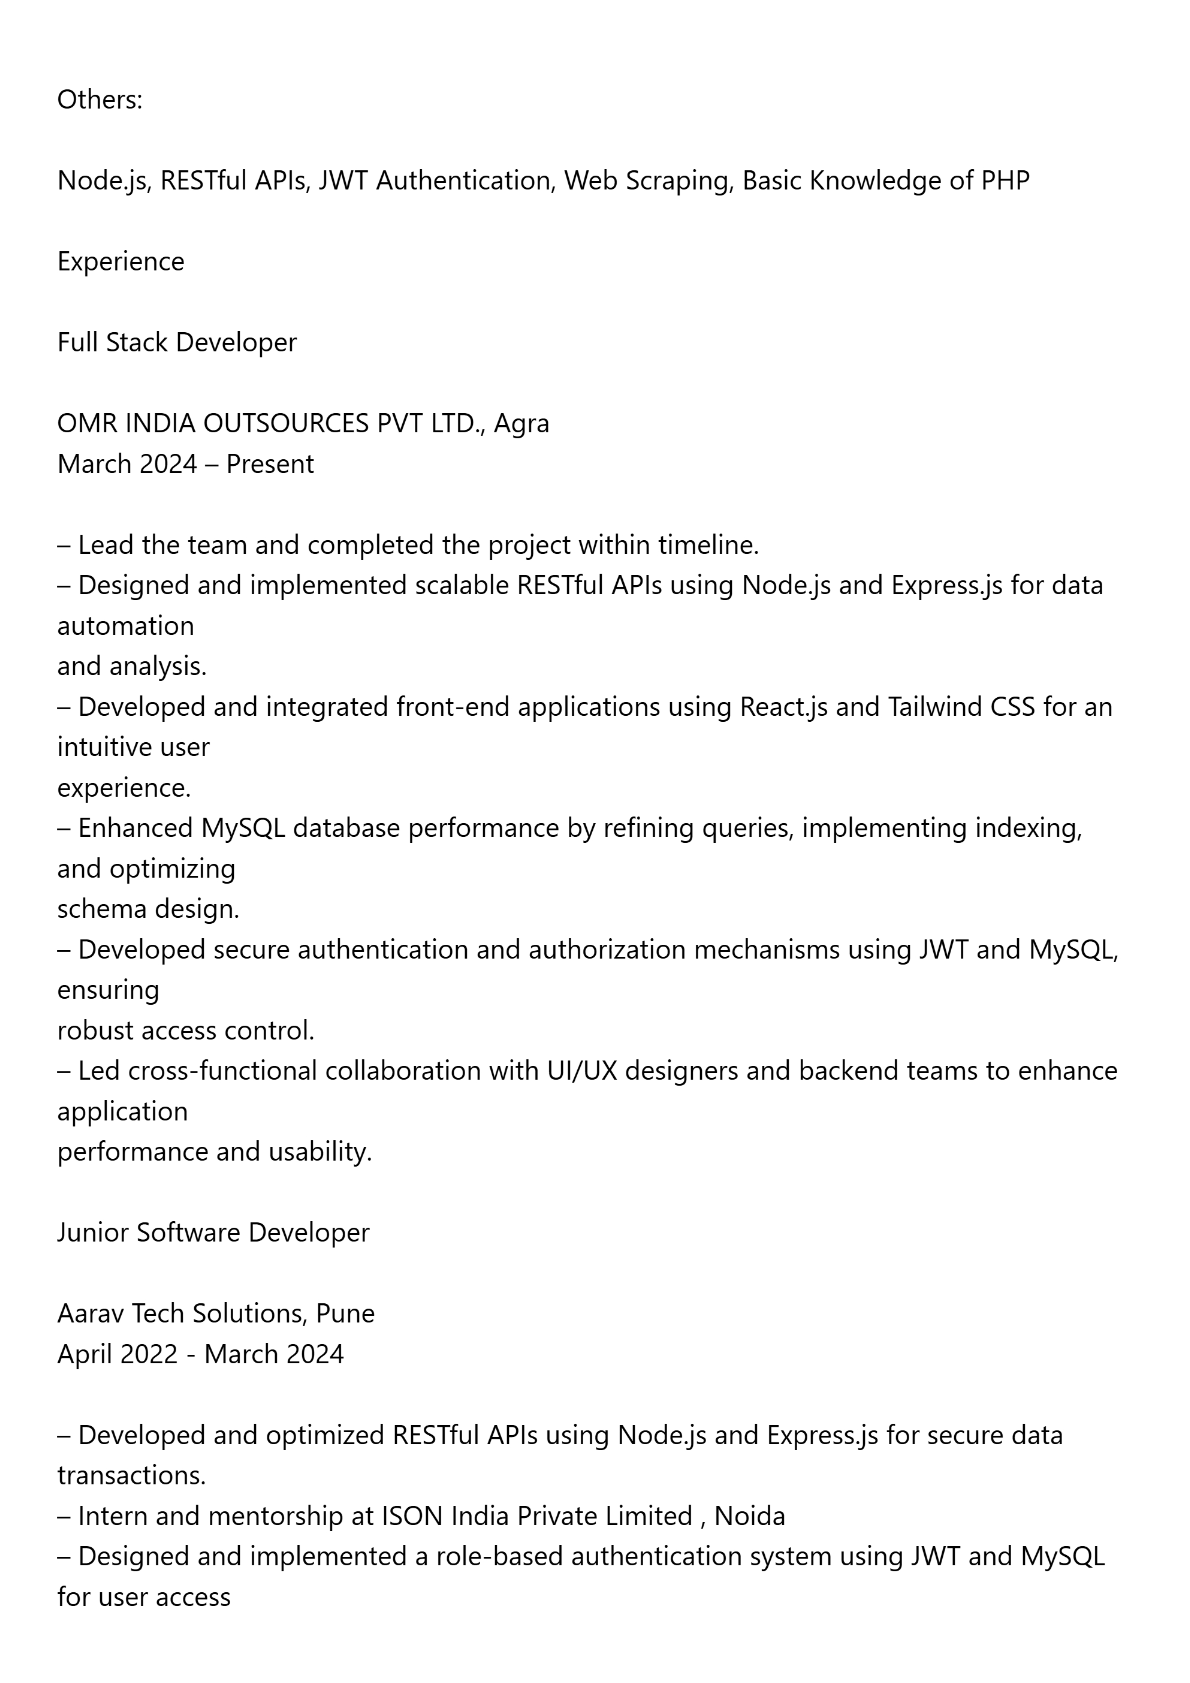 Others:
Node.js, RESTful APIs, JWT Authentication, Web Scraping, Basic Knowledge of PHP
Experience
Full Stack Developer
OMR INDIA OUTSOURCES PVT LTD., Agra
March 2024 – Present
– Lead the team and completed the project within timeline.
– Designed and implemented scalable RESTful APIs using Node.js and Express.js for data
automation
and analysis.
– Developed and integrated front-end applications using React.js and Tailwind CSS for an
intuitive user
experience.
– Enhanced MySQL database performance by refining queries, implementing indexing,
and optimizing
schema design.
– Developed secure authentication and authorization mechanisms using JWT and MySQL,
ensuring
robust access control.
– Led cross-functional collaboration with UI/UX designers and backend teams to enhance
application
performance and usability.
Junior Software Developer
Aarav Tech Solutions, Pune
April 2022 - March 2024
– Developed and optimized RESTful APIs using Node.js and Express.js for secure data
transactions.
– Intern and mentorship at ISON India Private Limited , Noida
– Designed and implemented a role-based authentication system using JWT and MySQL
for user access